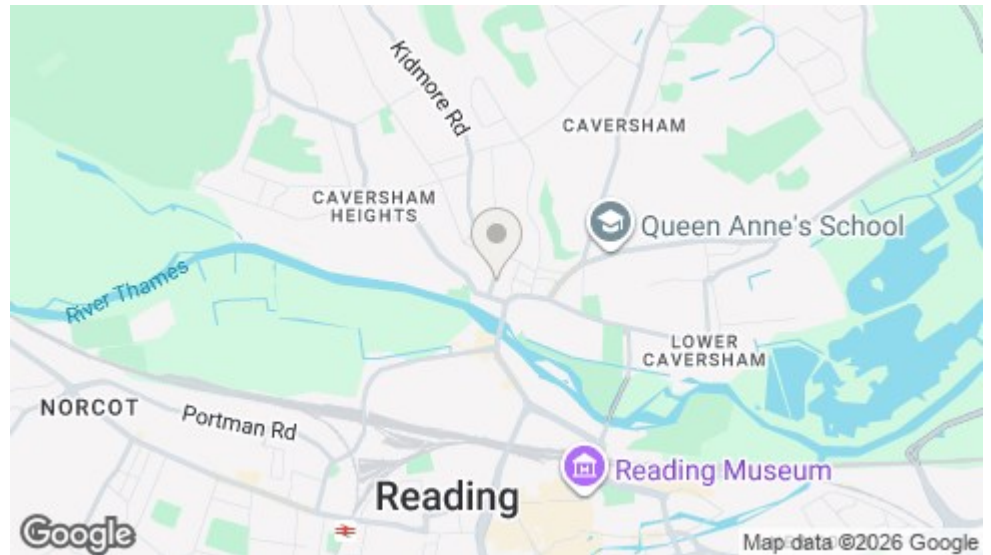 Kidmore Rd
CAVERSHAM
CAVERSHAM
HEIGHTS
Queen Anne's School
River Thames
LOWER
CAVERSHAM
NORCOT
Portman Rd
Reading Museum
Reading
Google
Map data ©2026 Google